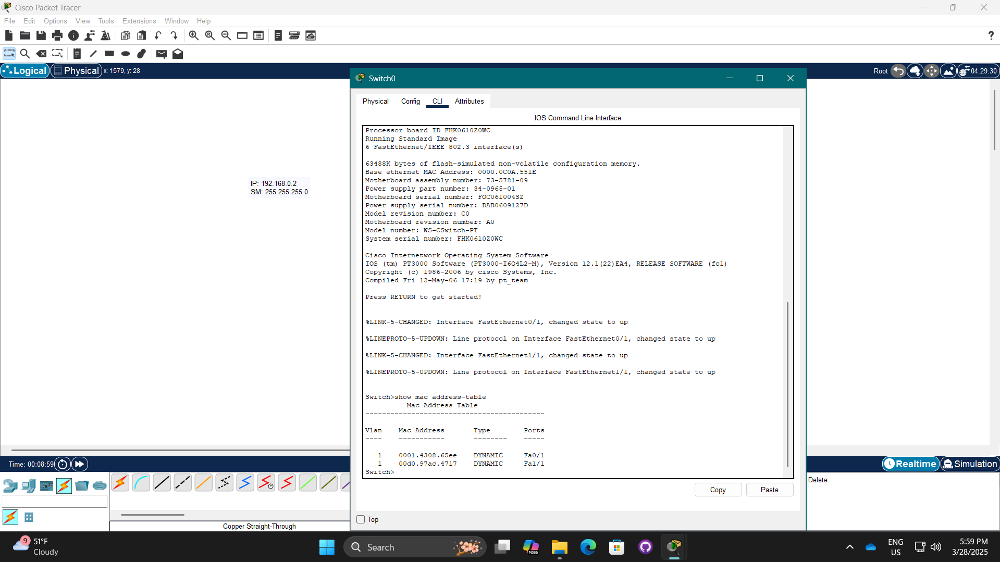 Cisco Packet Tracer
File Edit Options View Tools Extensions Window Help
?
Logical Physical x: 1579, y: 28
Root 04:29:30
IP: 192.168.0.2
SM: 255.255.255.0
Switch0
Physical Config CLI Attributes
IOS Command Line Interface
Processor board ID FHK0610Z0WC
Running Standard Image
6 FastEthernet/IEEE 802.3 interface(s)
63488K bytes of flash-simulated non-volatile configuration memory.
Base ethernet MAC Address: 0000.0C0A.551E
Motherboard assembly number: 73-5781-09
Power supply part number: 34-0965-01
Motherboard serial number: FOC061004SZ
Power supply serial number: DAB0609127D
Model revision number: C0
Motherboard revision number: A0
Model number: WS-CSwitch-PT
System serial number: FHK0610Z0WC
Cisco Internetwork Operating System Software
IOS (tm) PT3000 Software (PT3000-I6Q4L2-M), Version 12.1(22)EA4, RELEASE SOFTWARE (fc1)
Copyright (c) 1986-2006 by cisco Systems, Inc.
Compiled Fri 12-May-06 17:19 by pt_team
Press RETURN to get started!
%LINK-5-CHANGED: Interface FastEthernet0/1, changed state to up
%LINEPROTO-5-UPDOWN: Line protocol on Interface FastEthernet0/1, changed state to up
%LINK-5-CHANGED: Interface FastEthernet1/1, changed state to up
%LINEPROTO-5-UPDOWN: Line protocol on Interface FastEthernet1/1, changed state to up
Switch>show mac address-table
Mac Address Table
-------------------------------------------
Vlan Mac Address Type Ports
---- ----------- -------- -----
1 0001.4308.65ee DYNAMIC Fa0/1
1 00d0.97ac.4717 DYNAMIC Fa1/1
Switch>
Copy Paste
Top
Time: 00:08:59
Realtime Simulation
Delete
Copper Straight-Through
9
51°F
Cloudy
Search
M365
ENG
US
5:59 PM
3/28/2025